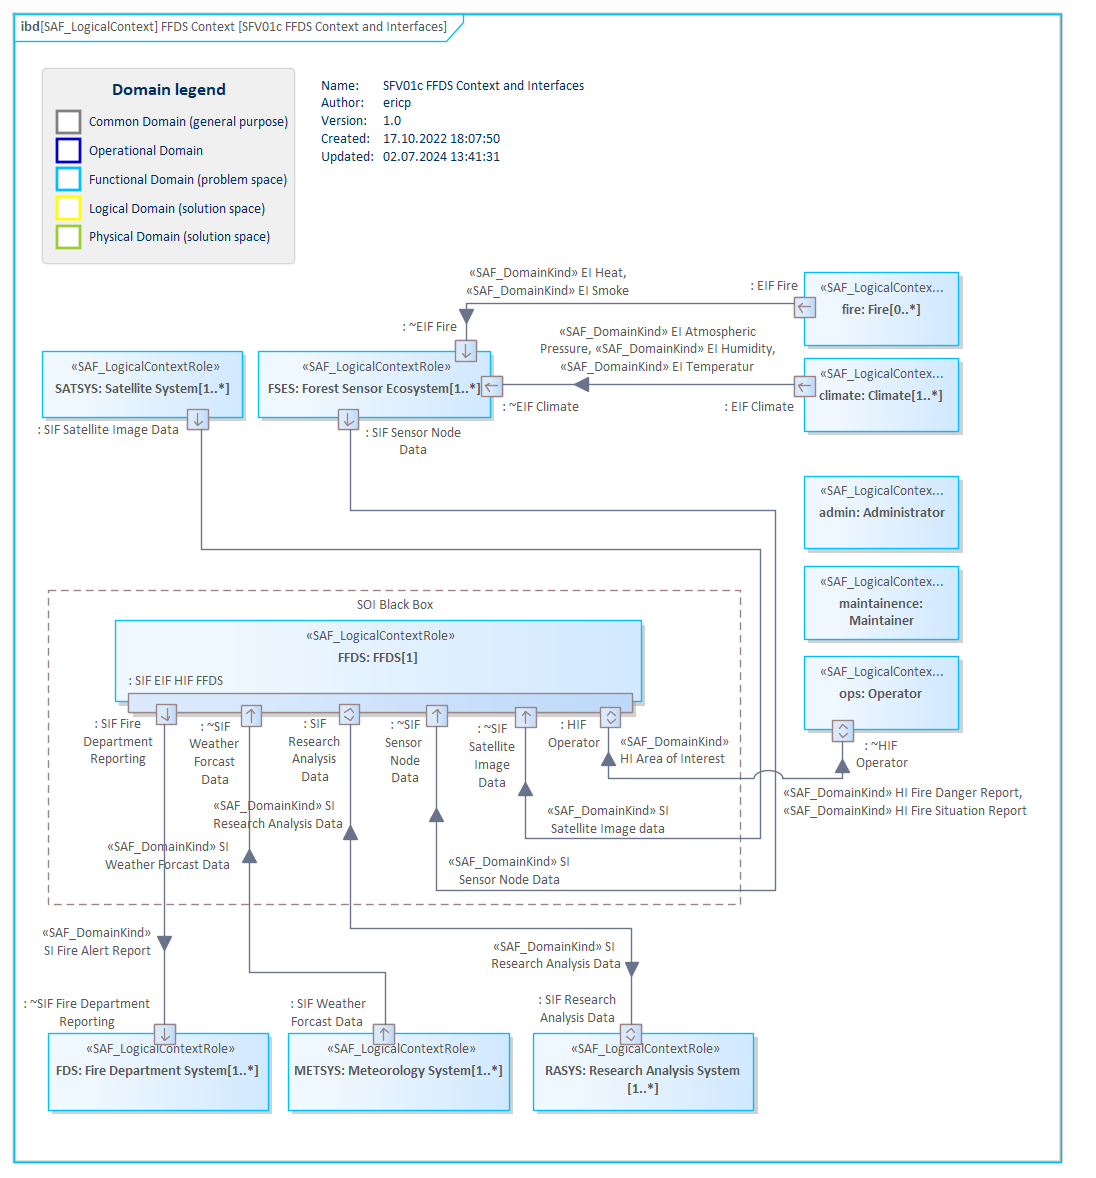 ibd[SAF_LogicalContext] FFDS Context [SFV01c FFDS Context and Interfaces]
Domain legend
Common Domain (general purpose)
Operational Domain
Functional Domain (problem space)
Logical Domain (solution space)
Physical Domain (solution space)
Name: SFV01c FFDS Context and Interfaces
Author: ericp
Version: 1.0
Created: 17.10.2022 18:07:50
Updated: 02.07.2024 13:41:31
«SAF_DomainKind» EI Heat,
«SAF_DomainKind» EI Smoke
: EIF Fire
«SAF_LogicalContex...
fire: Fire[0..*]
: ~EIF Fire
«SAF_DomainKind» EI Atmospheric
Pressure, «SAF_DomainKind» EI Humidity,
«SAF_DomainKind» EI Temperatur
«SAF_LogicalContextRole»
SATSYS: Satellite System[1..*]
«SAF_LogicalContextRole»
FSES: Forest Sensor Ecosystem[1..*]
«SAF_LogicalContex...
climate: Climate[1..*]
: ~EIF Climate
: EIF Climate
: SIF Satellite Image Data
: SIF Sensor Node
Data
«SAF_LogicalContex...
admin: Administrator
«SAF_LogicalContex...
maintainence:
Maintainer
«SAF_LogicalContex...
ops: Operator
: ~HIF
Operator
SOI Black Box
«SAF_LogicalContextRole»
FFDS: FFDS[1]
: SIF EIF HIF FFDS
: SIF Fire
Department
Reporting
: ~SIF
Weather
Forcast
Data
: SIF
Research
Analysis
Data
: ~SIF
Sensor
Node
Data
: ~SIF
Satellite
Image
Data
: HIF
Operator
«SAF_DomainKind»
HI Area of Interest
«SAF_DomainKind» HI Fire Danger Report,
«SAF_DomainKind» HI Fire Situation Report
«SAF_DomainKind» SI
Research Analysis Data
«SAF_DomainKind» SI
Satellite Image data
«SAF_DomainKind» SI
Weather Forcast Data
«SAF_DomainKind» SI
Sensor Node Data
«SAF_DomainKind»
SI Fire Alert Report
«SAF_DomainKind» SI
Research Analysis Data
: ~SIF Fire Department
Reporting
: SIF Weather
Forcast Data
: SIF Research
Analysis Data
«SAF_LogicalContextRole»
FDS: Fire Department System[1..*]
«SAF_LogicalContextRole»
METSYS: Meteorology System[1..*]
«SAF_LogicalContextRole»
RASYS: Research Analysis System
[1..*]